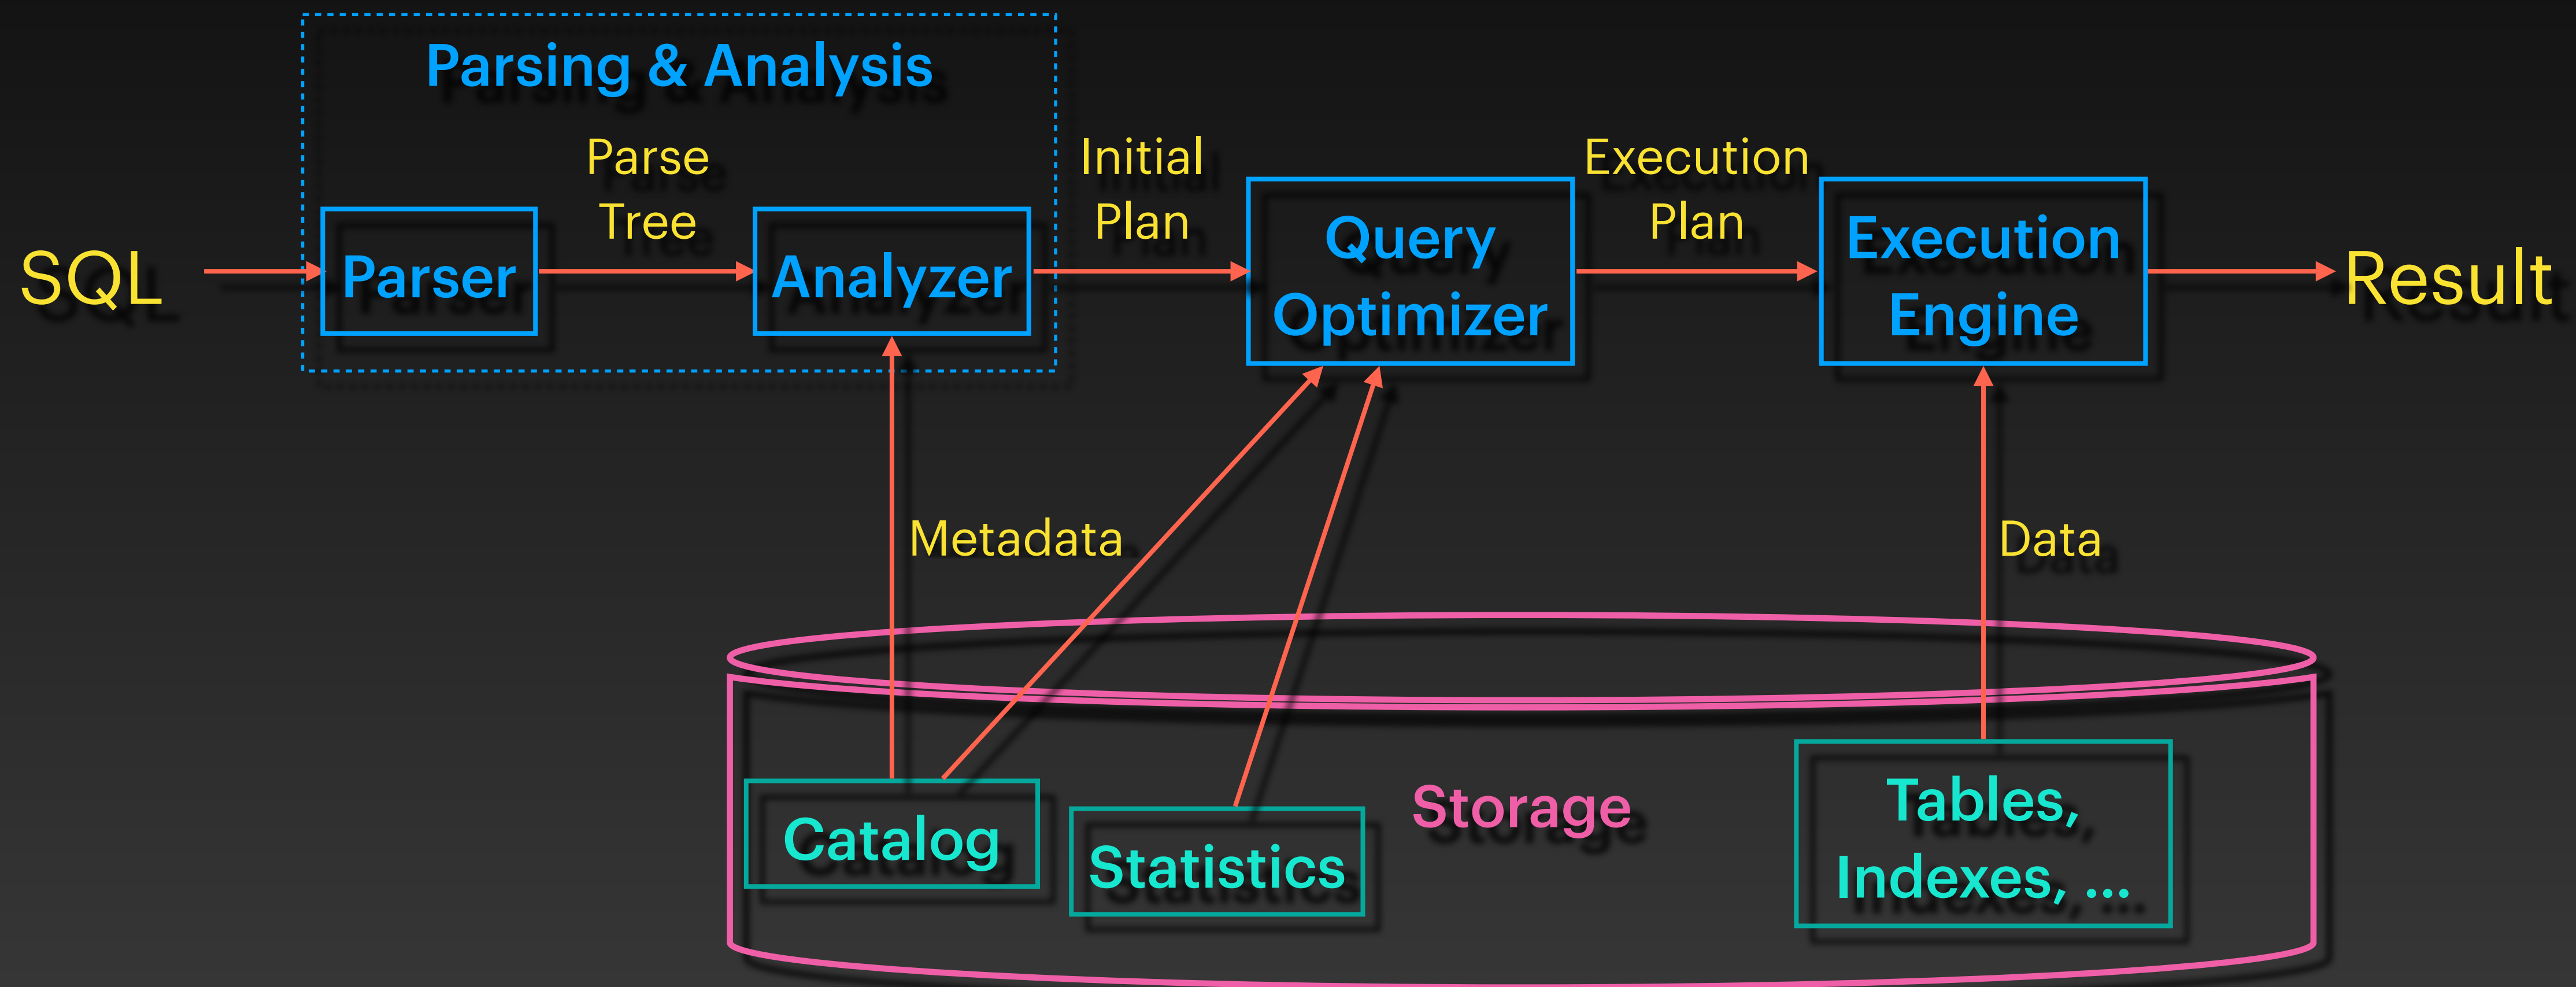 Parsing & Analysis
Parse
Tree
Initial
Plan
Execution
Plan
SQL
Parser
Analyzer
Query
Optimizer
Execution
Engine
Result
Metadata
Data
Catalog
Statistics
Storage
Tables,
Indexes, ...